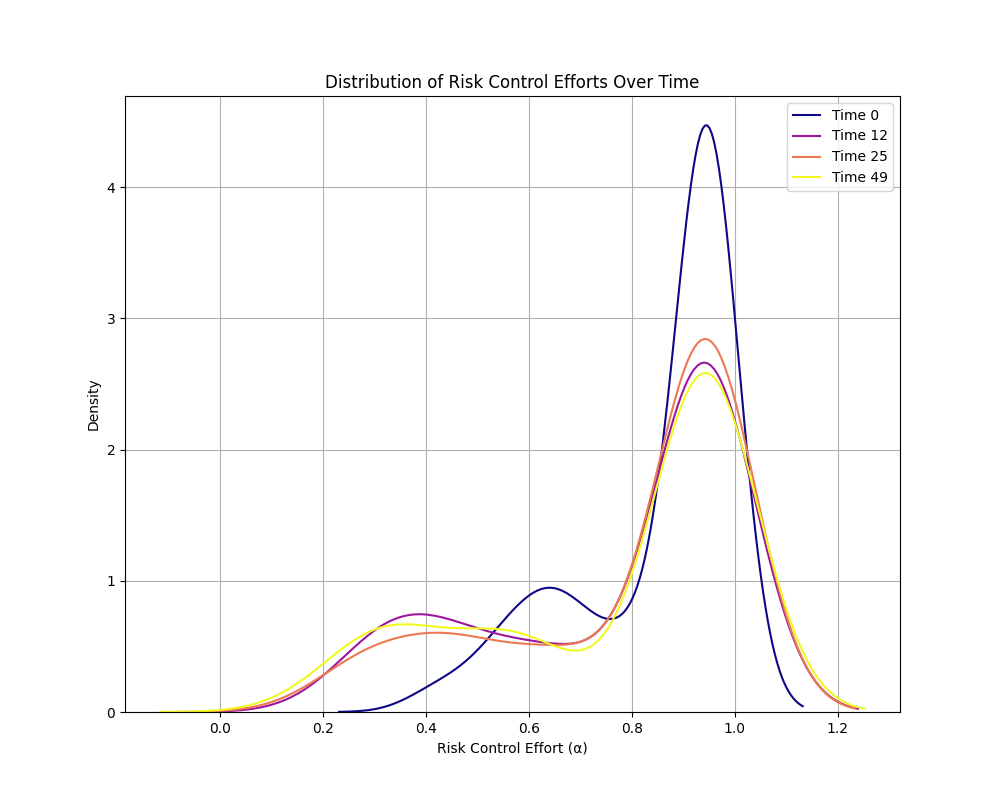 Distribution of Risk Control Efforts Over Time
Time 0
Time 12
Time 25
Time 49
Density
4
3
2
1
0
0.0 0.2 0.4 0.6 0.8 1.0 1.2
Risk Control Effort (α)